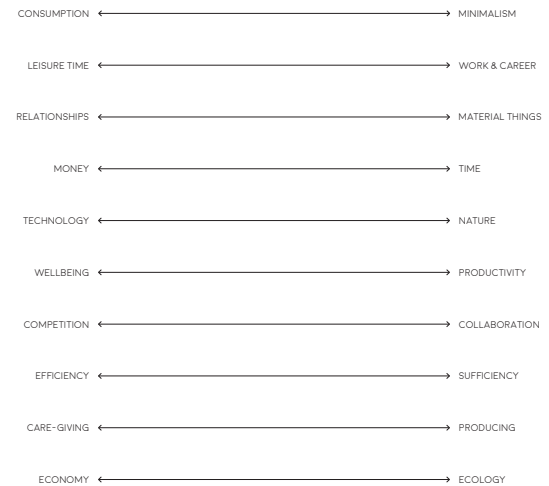 CONSUMPTION MINIMALISM
LEISURE TIME WORK & CAREER
RELATIONSHIPS MATERIAL THINGS
MONEY TIME
TECHNOLOGY NATURE
WELLBEING PRODUCTIVITY
COMPETITION COLLABORATION
EFFICIENCY SUFFICIENCY
CARE-GIVING PRODUCING
ECONOMY ECOLOGY